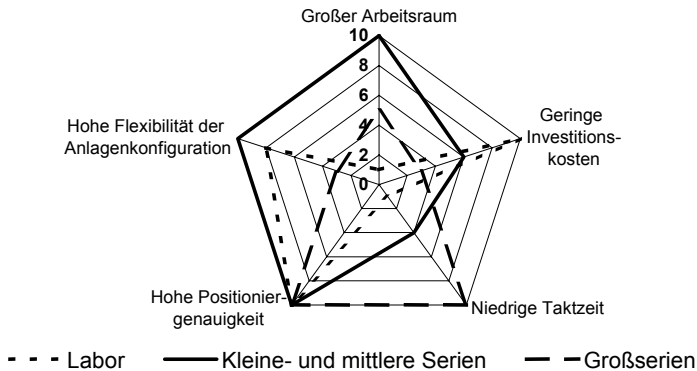 Großer Arbeitsraum
10
8
6
4
2
0
Geringe
Investitions-
kosten
Hohe Flexibilität der
Anlagenkonfiguration
Hohe Positionier-
genauigkeit
Niedrige Taktzeit
Labor
Kleine- und mittlere Serien
Großserien